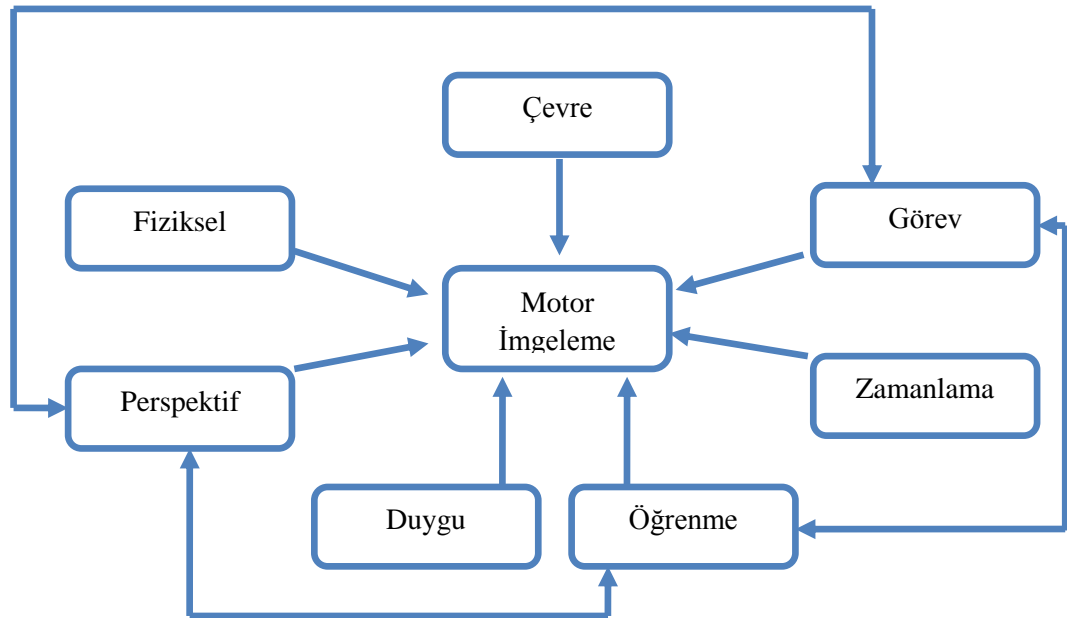 Çevre
Fiziksel
Görev
Motor
İmgeleme
Perspektif
Zamanlama
Duygu
Öğrenme